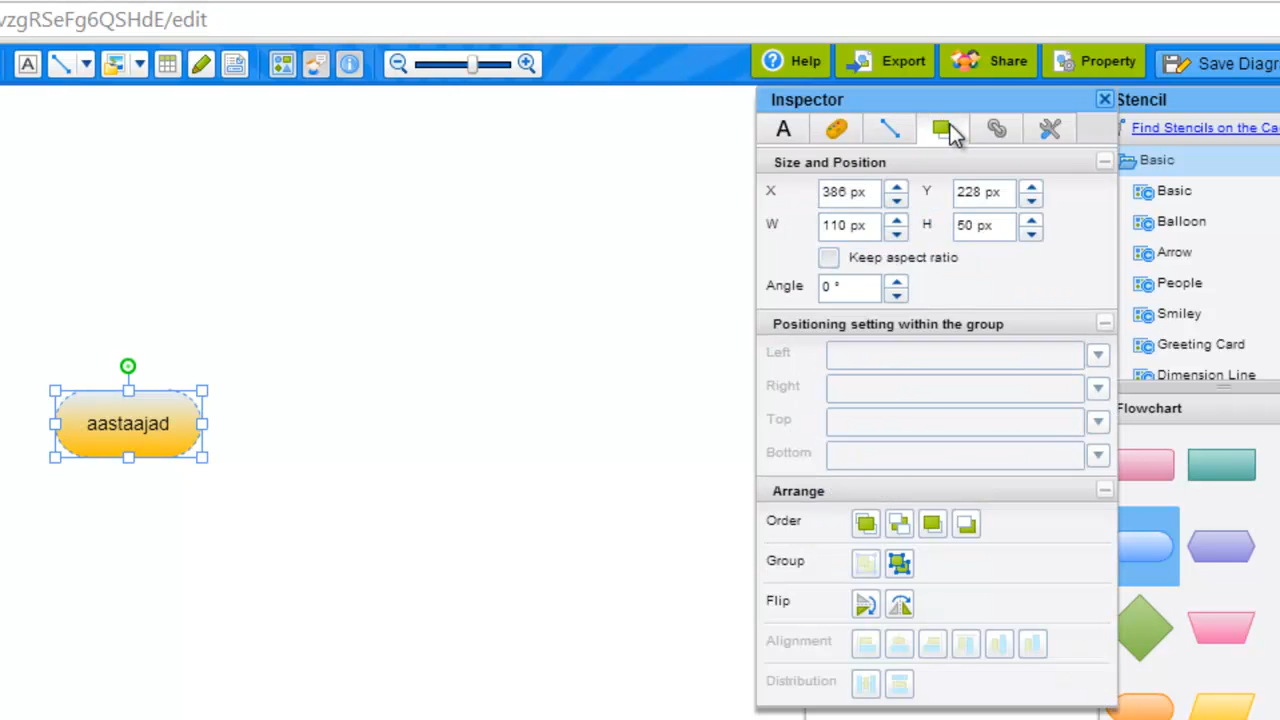 vzgRSeFg6QSHdE/edit
A
Help
Export
Share
Property
Save Diagr
Inspector
Stencil
A
Find Stencils on the Ca
Size and Position
Basic
X 386 px Y 228 px
Basic
W 110 px H 50 px
Balloon
Keep aspect ratio
Arrow
Angle 0 °
People
Positioning setting within the group
Smiley
Left
Greeting Card
Right
Dimension Line
Top
Flowchart
Bottom
aastaajad
Arrange
Order
Group
Flip
Alignment
Distribution